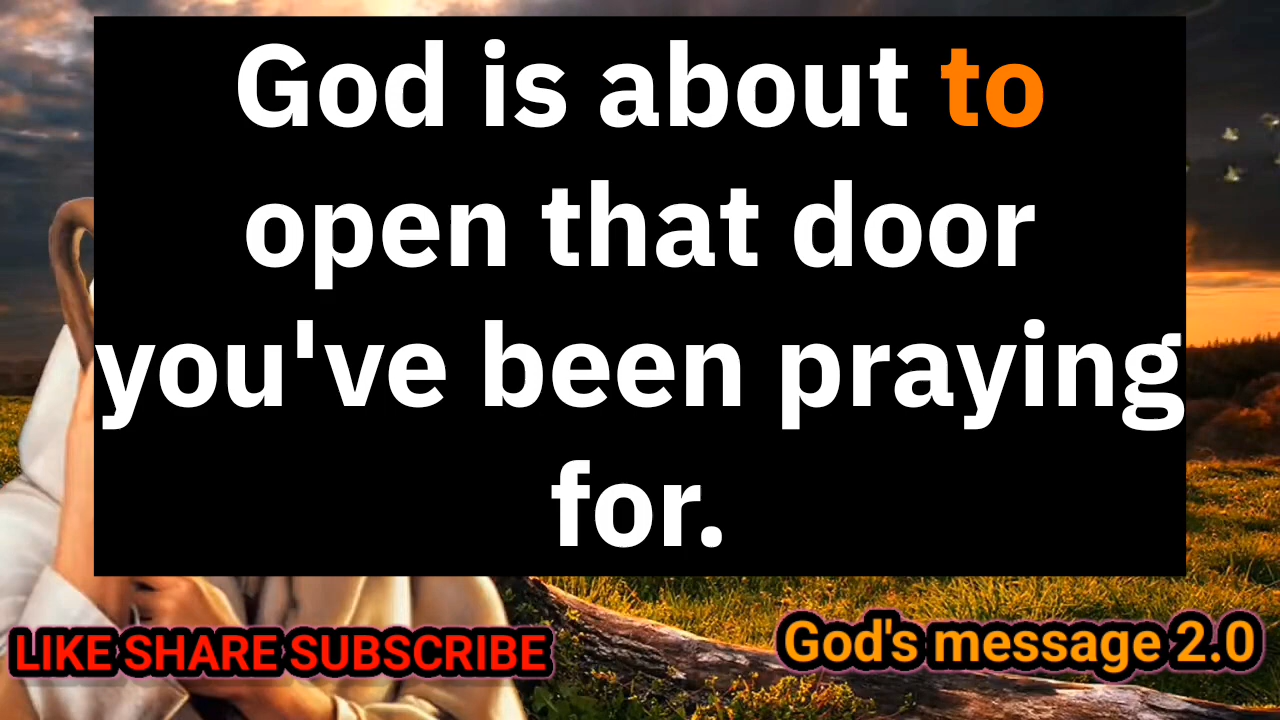 God is about to
open that door
you've been praying
for.
LIKE SHARE SUBSCRIBE
God's message 2.0